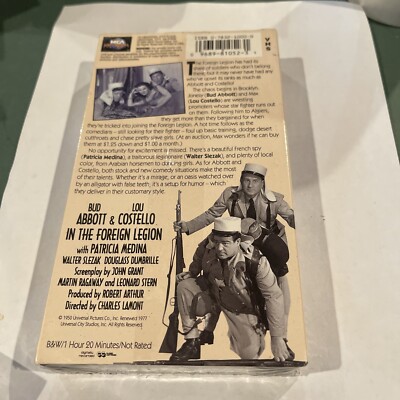 MCA
VHS
The Foreign Legion has had its
share of soldiers who don't belong
there, but it may never have had any
who've upset its ranks as much as
Abbott and Costello!
The chaos begins in Brooklyn.
Jonesy (Bud Abbott) and Max
(Lou Costello) are wrestling
promoters whose star fighter runs out
on them. Following him to Algiers,
they get more than they bargained for when
they're tricked into joining the Foreign Legion. A hot time follows as the
comedians – still looking for their fighter – foul up basic training, dodge desert
cutthroats and chase pretty slave girls. (At an auction, Max learns he can buy
them at $1.05 down and $1.00 a month.)
No opportunity for excitement is missed. There's a beautiful French spy
(Patricia Medina), a traitorous legionnaire (Walter Slezak), and plenty of local
color, from Arabian horsemen to dancing girls. As for Abbott and
Costello, both stock and new comedy situations make the most
of their talents. Whether it's a mirage, or an oasis watched over
by an alligator with false teeth, it's a setup for humor – which
they deliver in their customary style.
BUD LOU
ABBOTT & COSTELLO
IN THE FOREIGN LEGION
with PATRICIA MEDINA
WALTER SLEZAK DOUGLASS DUMBRILLE
Screenplay by JOHN GRANT
MARTIN RAGAWAY and LEONARD STERN
Produced by ROBERT ARTHUR
Directed by CHARLES LAMONT
© 1950 Universal Pictures Co., Inc. Renewed 1977
Universal City Studios, Inc. All Rights Reserved.
B&W/1 Hour 20 Minutes/Not Rated